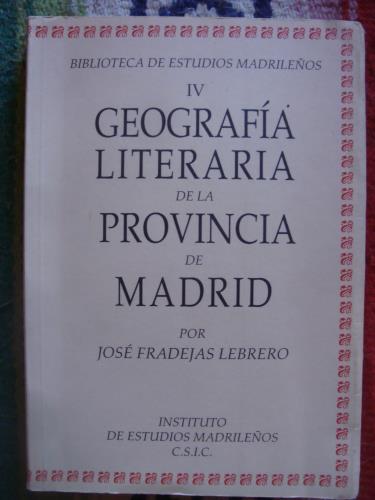 BIBLIOTECA DE ESTUDIOS MADRILEÑOS
IV
GEOGRAFÍA
LITERARIA
DE LA
PROVINCIA
DE
MADRID
POR
JOSÉ FRADEJAS LEBRERO
INSTITUTO
DE ESTUDIOS MADRILEÑOS
C.S.I.C.